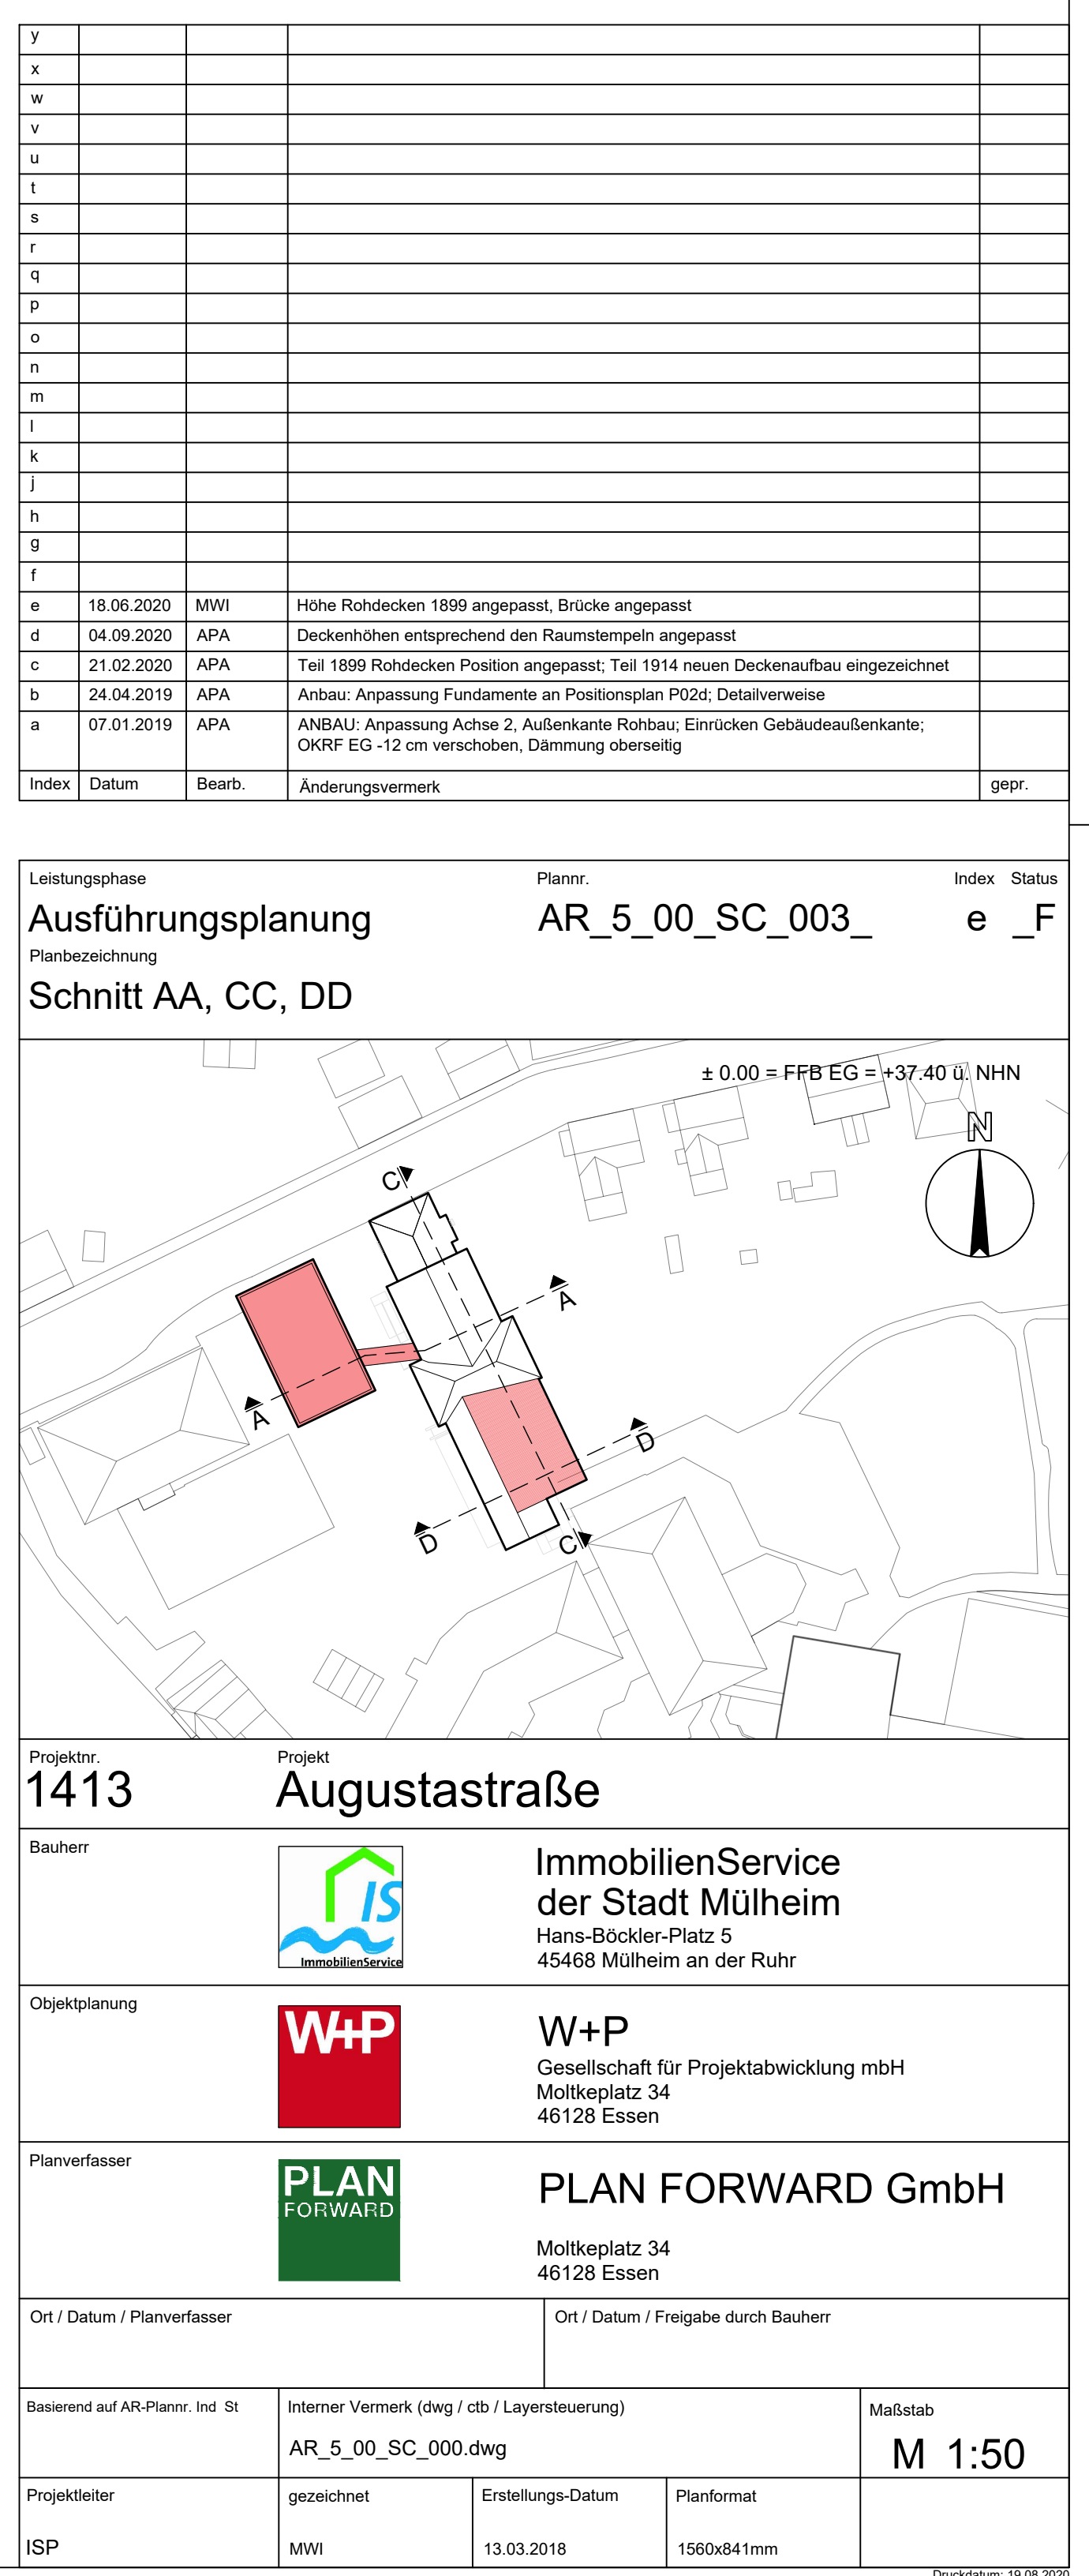 y
x
w
v
u
t
s
r
q
p
o
n
m
l
k
j
h
g
f
e 18.06.2020 MWI Höhe Rohdecken 1899 angepasst, Brücke angepasst
d 04.09.2020 APA Deckenhöhen entsprechend den Raumstempeln angepasst
c 21.02.2020 APA Teil 1899 Rohdecken Position angepasst; Teil 1914 neuen Deckenaufbau eingezeichnet
b 24.04.2019 APA Anbau: Anpassung Fundamente an Positionsplan P02d; Detailverweise
a 07.01.2019 APA ANBAU: Anpassung Achse 2, Außenkante Rohbau; Einrücken Gebäudeaußenkante;
OKRF EG -12 cm verschoben, Dämmung oberseitig
Index Datum Bearb. Änderungsvermerk gepr.
Leistungsphase Plannr. Index Status
Ausführungsplanung AR_5_00_SC_003_ e _F
Planbezeichnung
Schnitt AA, CC, DD
± 0.00 = FFB EG = +37.40 ü. NHN
N
C
A
A
D
D
C
Projektnr. Projekt
1413 Augustastraße
Bauherr
IS
ImmobilienService
ImmobilienService
der Stadt Mülheim
Hans-Böckler-Platz 5
45468 Mülheim an der Ruhr
Objektplanung
W+P
W+P
Gesellschaft für Projektabwicklung mbH
Moltkeplatz 34
46128 Essen
Planverfasser
PLAN
FORWARD
PLAN FORWARD GmbH
Moltkeplatz 34
46128 Essen
Ort / Datum / Planverfasser Ort / Datum / Freigabe durch Bauherr
Basierend auf AR-Plannr. Ind St Interner Vermerk (dwg / ctb / Layersteuerung) Maßstab
AR_5_00_SC_000.dwg M 1:50
Projektleiter gezeichnet Erstellungs-Datum Planformat
ISP MWI 13.03.2018 1560x841mm
Druckdatum: 19.08.2020